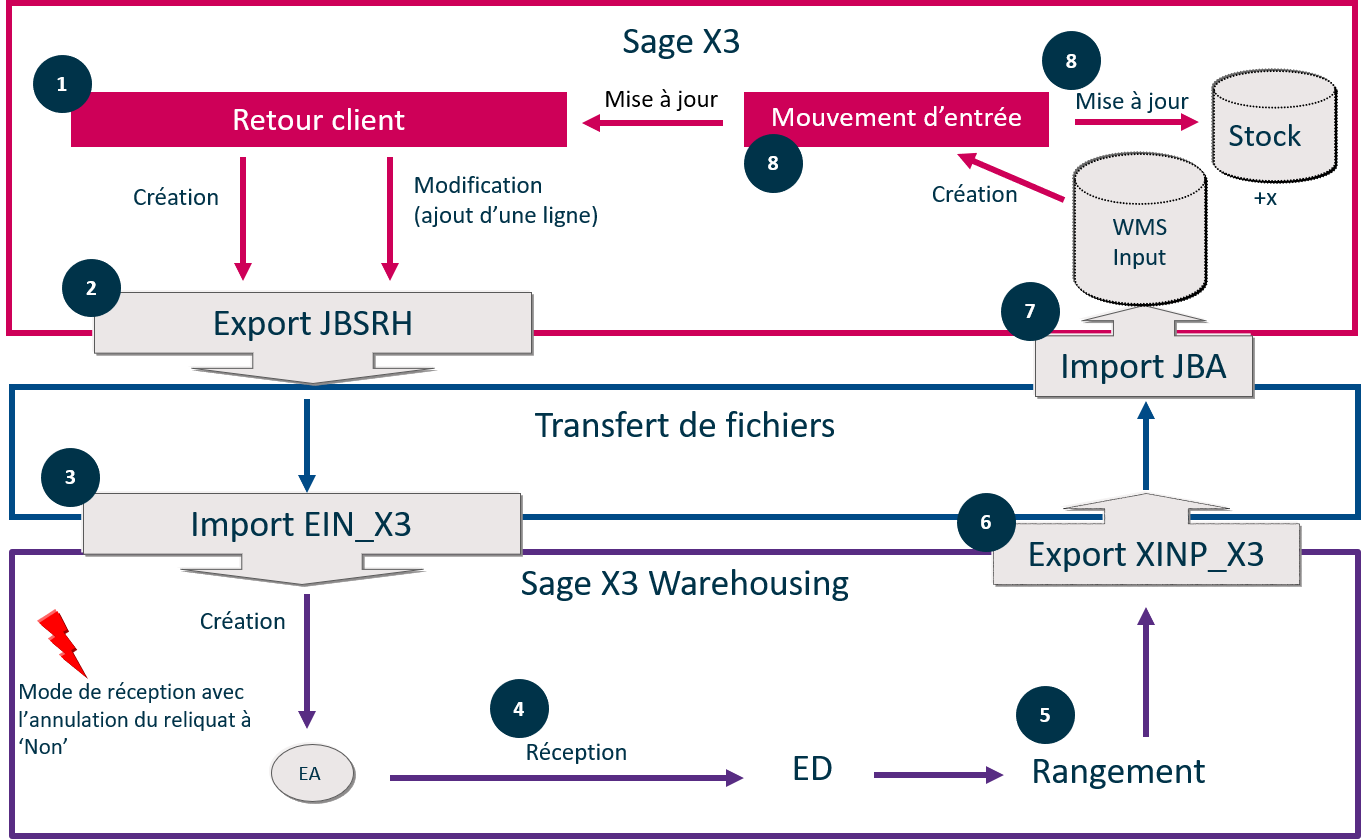 Sage X3
1
Retour client
Mise à jour
Mouvement d'entrée
8
8
Mise à jour
Stock
+x
Création
Modification
(ajout d'une ligne)
Création
WMS
Input
2
Export JBSRH
7
Import JBA
Transfert de fichiers
3
Import EIN_X3
6
Export XINP_X3
Sage X3 Warehousing
Création
Mode de réception avec
l'annulation du reliquat à
'Non'
EA
4
Réception
ED
5
Rangement